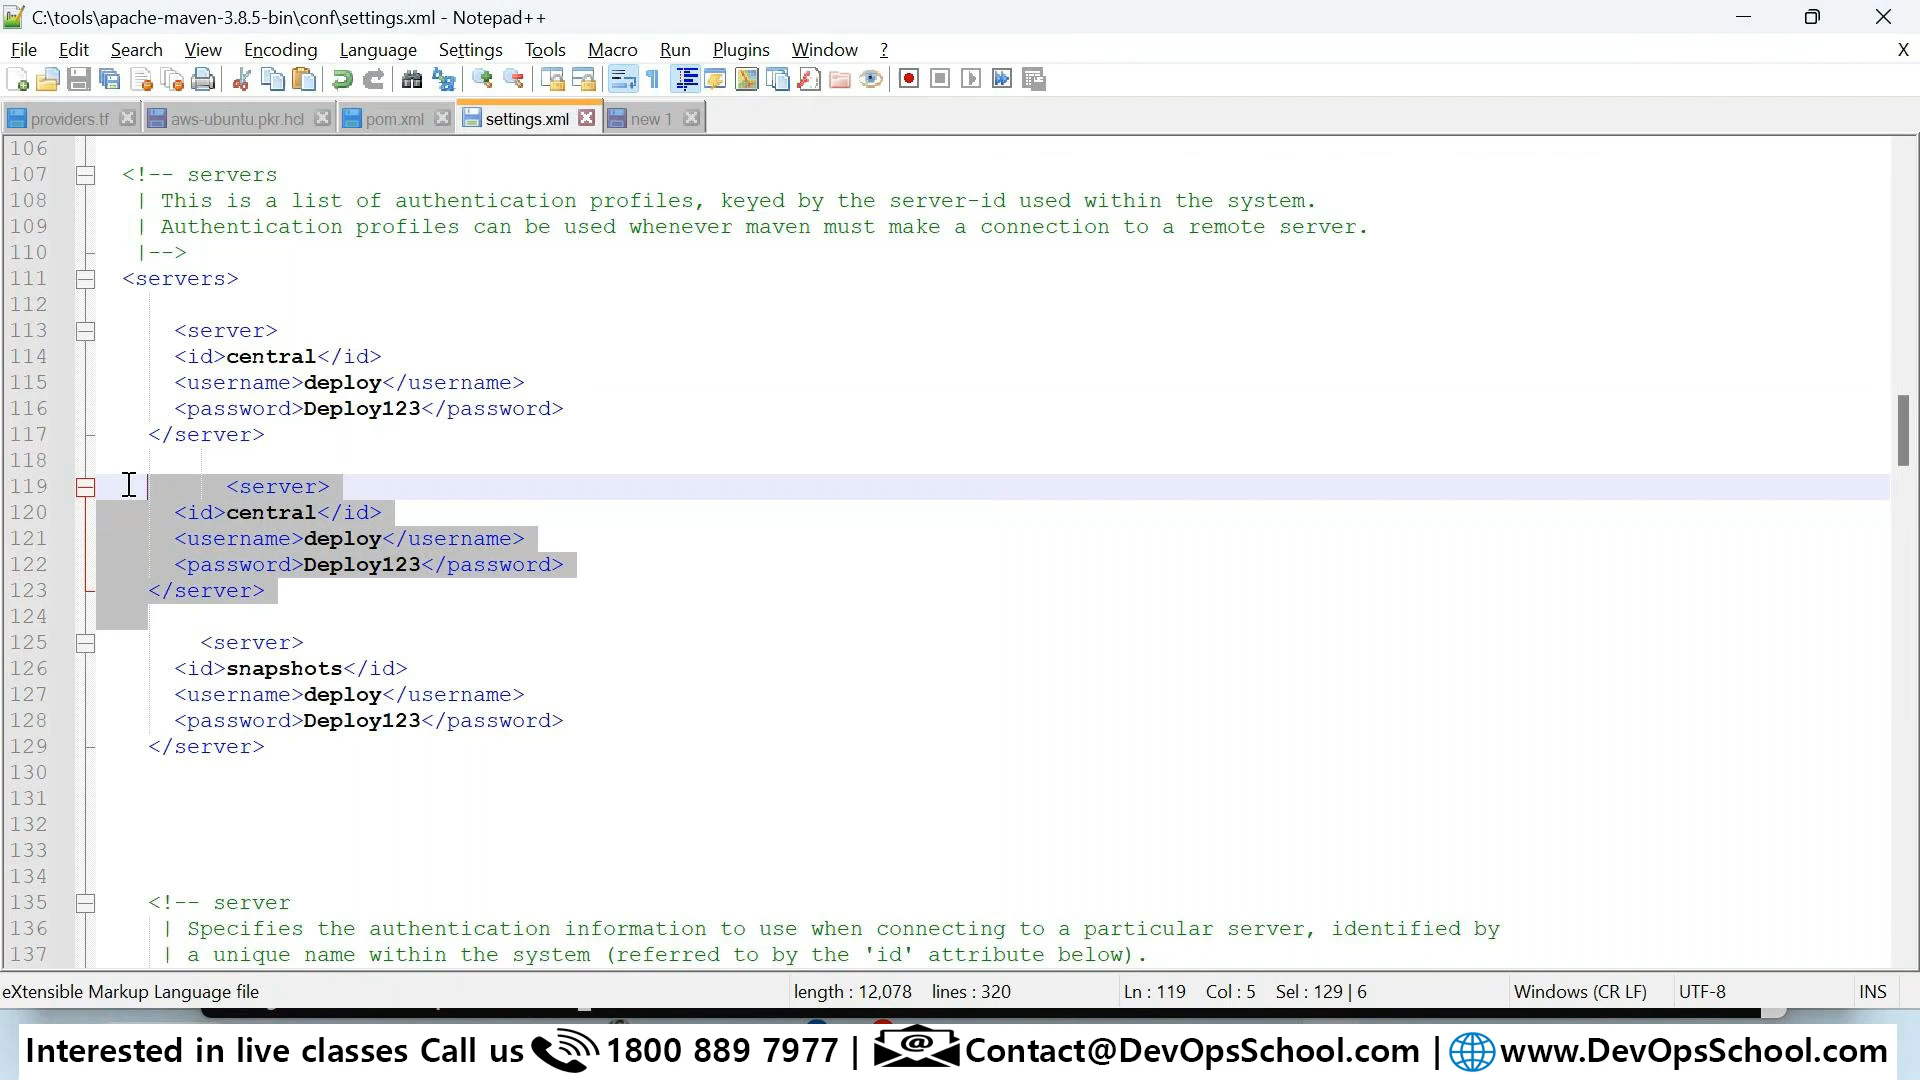 C:\tools\apache-maven-3.8.5-bin\conf\settings.xml - Notepad++
File Edit Search View Encoding Language Settings Tools Macro Run Plugins Window ? X
providers.tf aws-ubuntu.pkr.hcl pom.xml settings.xml new 1
106
107 <!-- servers
108 | This is a list of authentication profiles, keyed by the server-id used within the system.
109 | Authentication profiles can be used whenever maven must make a connection to a remote server.
110 |-->
111 <servers>
112
113 <server>
114 <id>central</id>
115 <username>deploy</username>
116 <password>Deploy123</password>
117 </server>
118
119 <server>
120 <id>central</id>
121 <username>deploy</username>
122 <password>Deploy123</password>
123 </server>
124
125 <server>
126 <id>snapshots</id>
127 <username>deploy</username>
128 <password>Deploy123</password>
129 </server>
130
131
132
133
134
135 <!-- server
136 | Specifies the authentication information to use when connecting to a particular server, identified by
137 | a unique name within the system (referred to by the 'id' attribute below).
eXtensible Markup Language file length : 12,078 lines : 320 Ln : 119 Col : 5 Sel : 129 | 6 Windows (CR LF) UTF-8 INS
Interested in live classes Call us 1800 889 7977 | Contact@DevOpsSchool.com | www.DevOpsSchool.com